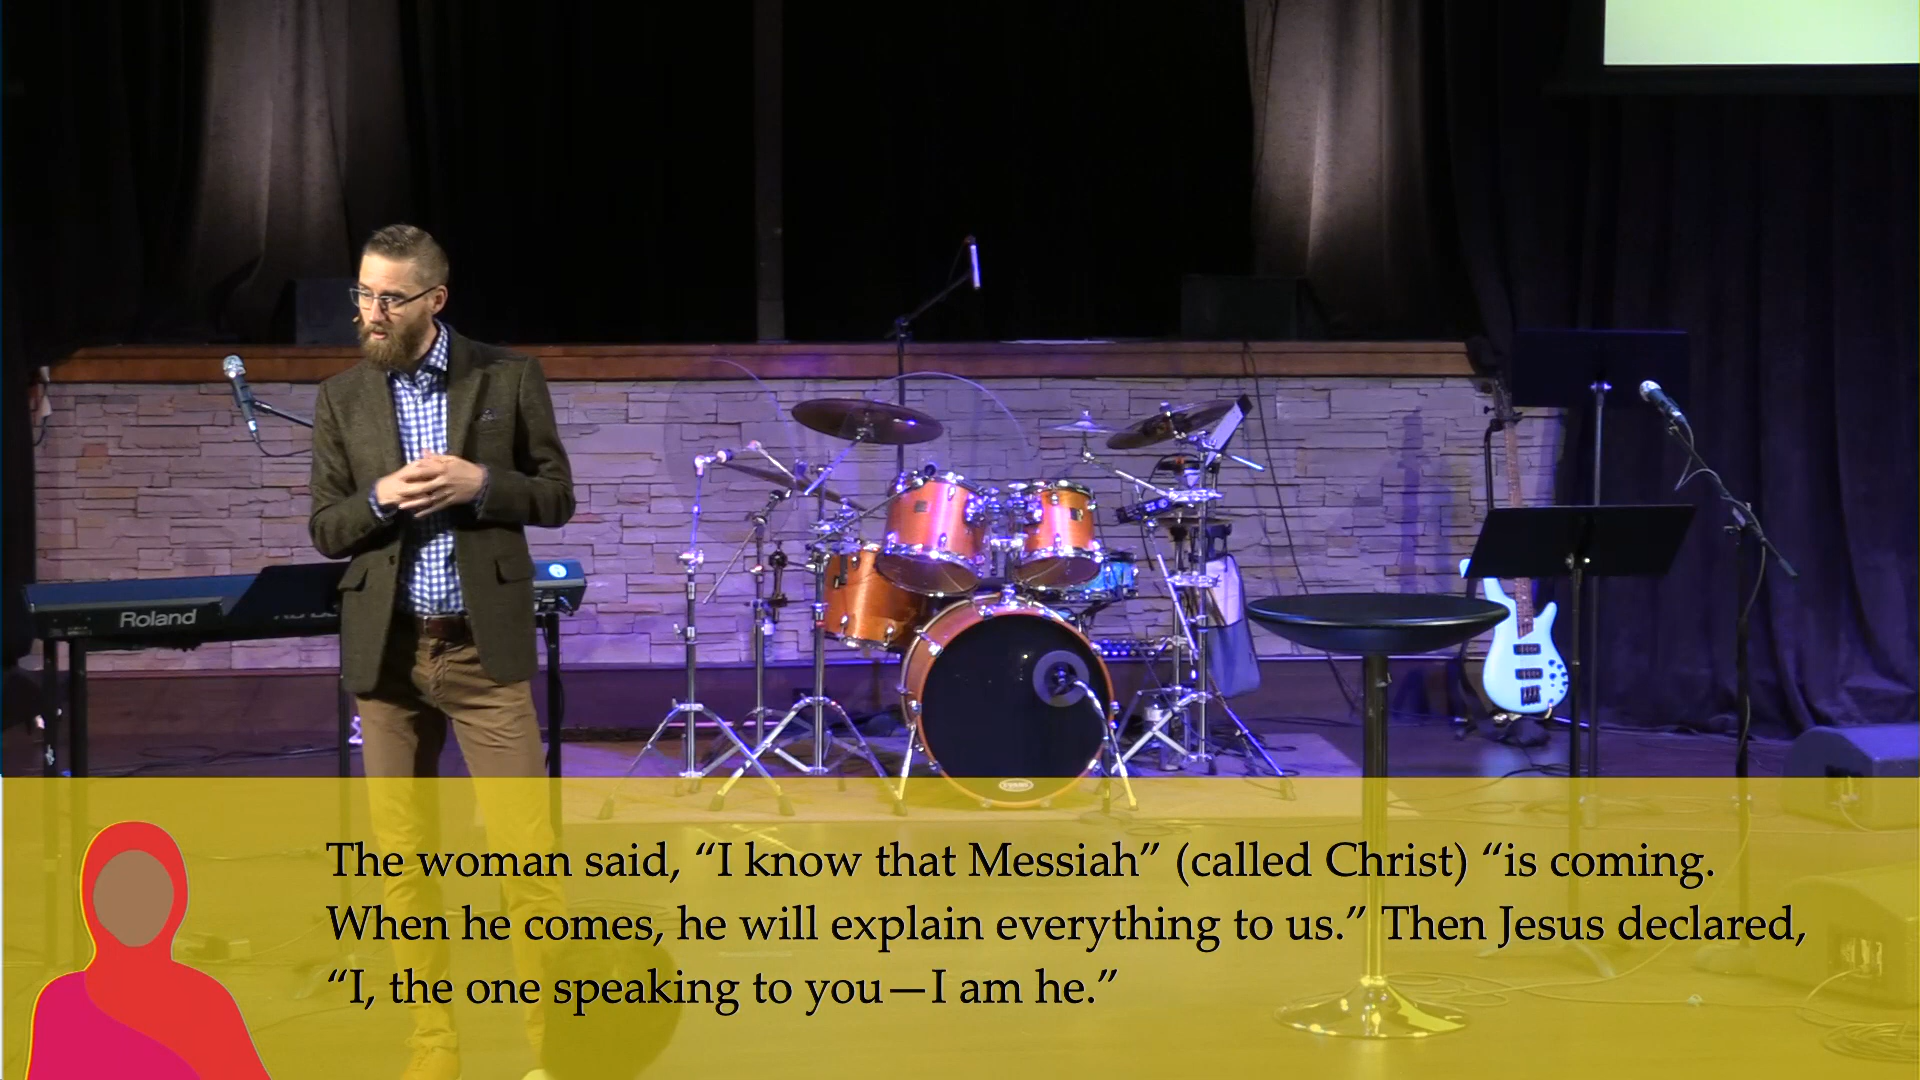 Roland
The woman said, “I know that Messiah” (called Christ) “is coming.
When he comes, he will explain everything to us.” Then Jesus declared,
“I, the one speaking to you—I am he.”